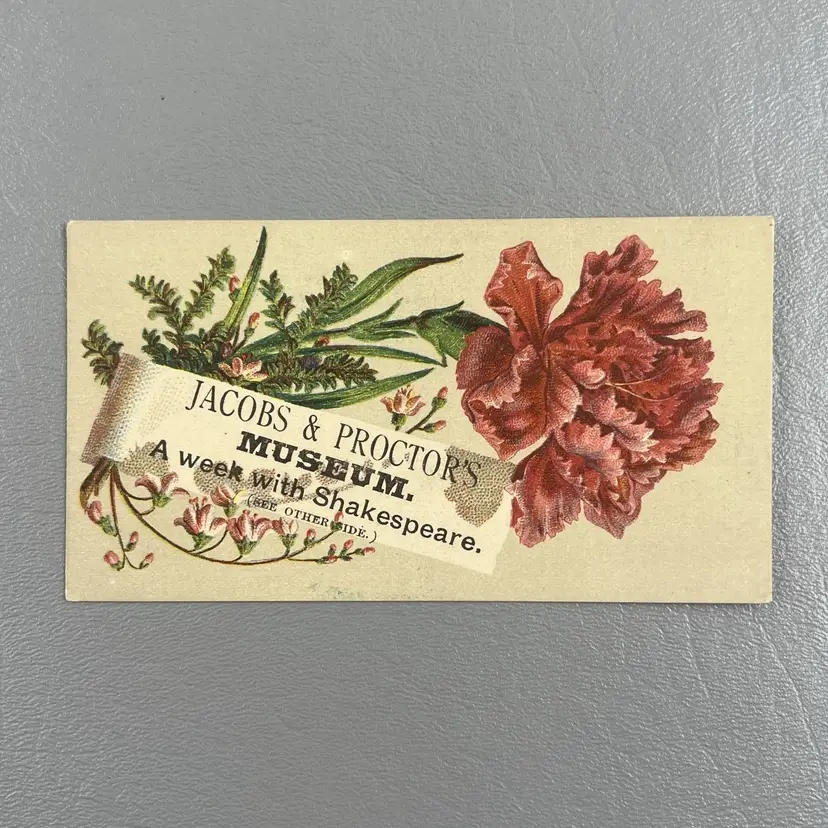 JACOBS & PROCTOR'S
MUSEUM.
A week with Shakespeare.
(SEE OTHER SIDE.)